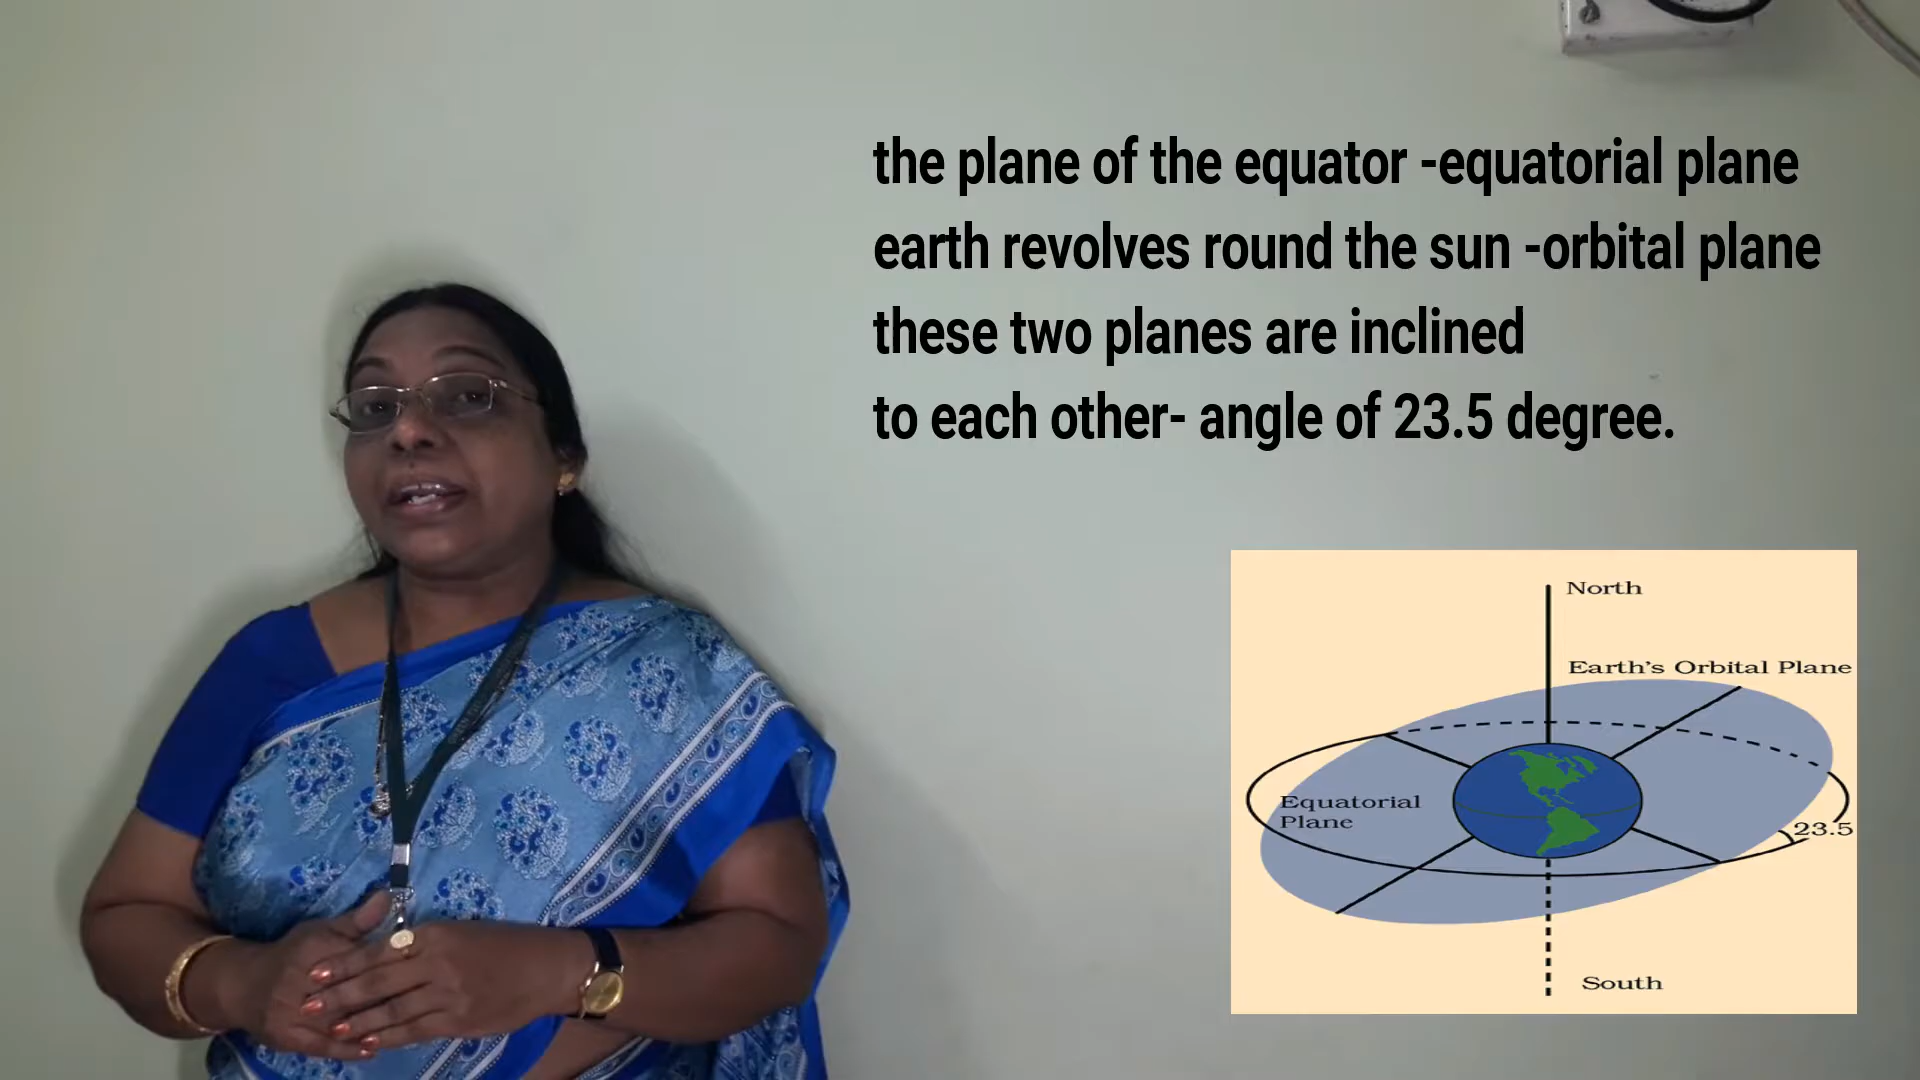 the plane of the equator -equatorial plane
earth revolves round the sun -orbital plane
these two planes are inclined
to each other- angle of 23.5 degree.
North
Earth's Orbital Plane
Equatorial
Plane
23.5
South